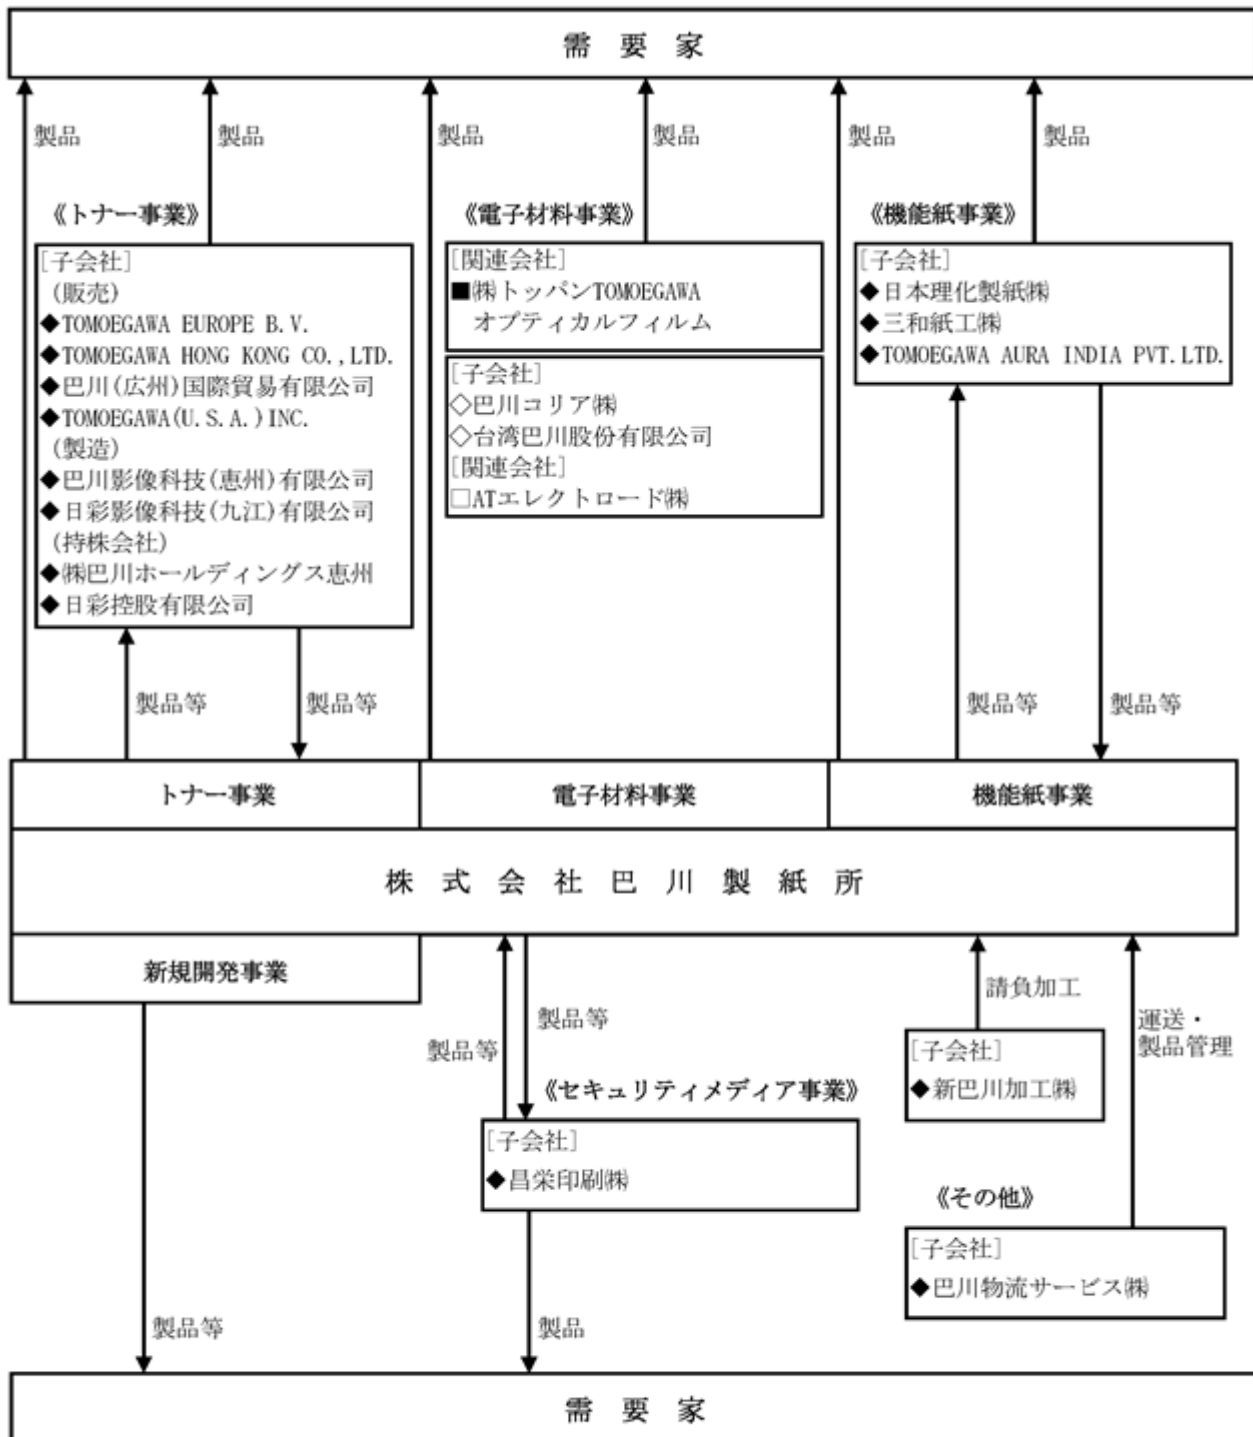 需要家
製品
製品
製品
製品
製品
製品
《トナー事業》
[子会社]
(販売)
◆TOMOEGAWA EUROPE B.V.
◆TOMOEGAWA HONG KONG CO.,LTD.
◆巴川(広州)国際貿易有限公司
◆TOMOEGAWA(U.S.A.)INC.
(製造)
◆巴川影像科技(恵州)有限公司
◆日彩影像科技(九江)有限公司
(持株会社)
◆㈱巴川ホールディングス恵州
◆日彩控股有限公司
《電子材料事業》
[関連会社]
■㈱トッパンTOMOEGAWA
オプティカルフィルム
[子会社]
◇巴川コリア㈱
◇台湾巴川股份有限公司
[関連会社]
□ATエレクトロード㈱
《機能紙事業》
[子会社]
◆日本理化製紙㈱
◆三和紙工㈱
◆TOMOEGAWA AURA INDIA PVT.LTD.
製品等
製品等
製品等
製品等
トナー事業
電子材料事業
機能紙事業
株式会社巴川製紙所
新規開発事業
製品等
製品等
請負加工
運送・
製品管理
[子会社]
◆新巴川加工㈱
《セキュリティメディア事業》
[子会社]
◆昌栄印刷㈱
《その他》
[子会社]
◆巴川物流サービス㈱
製品等
製品
需要家